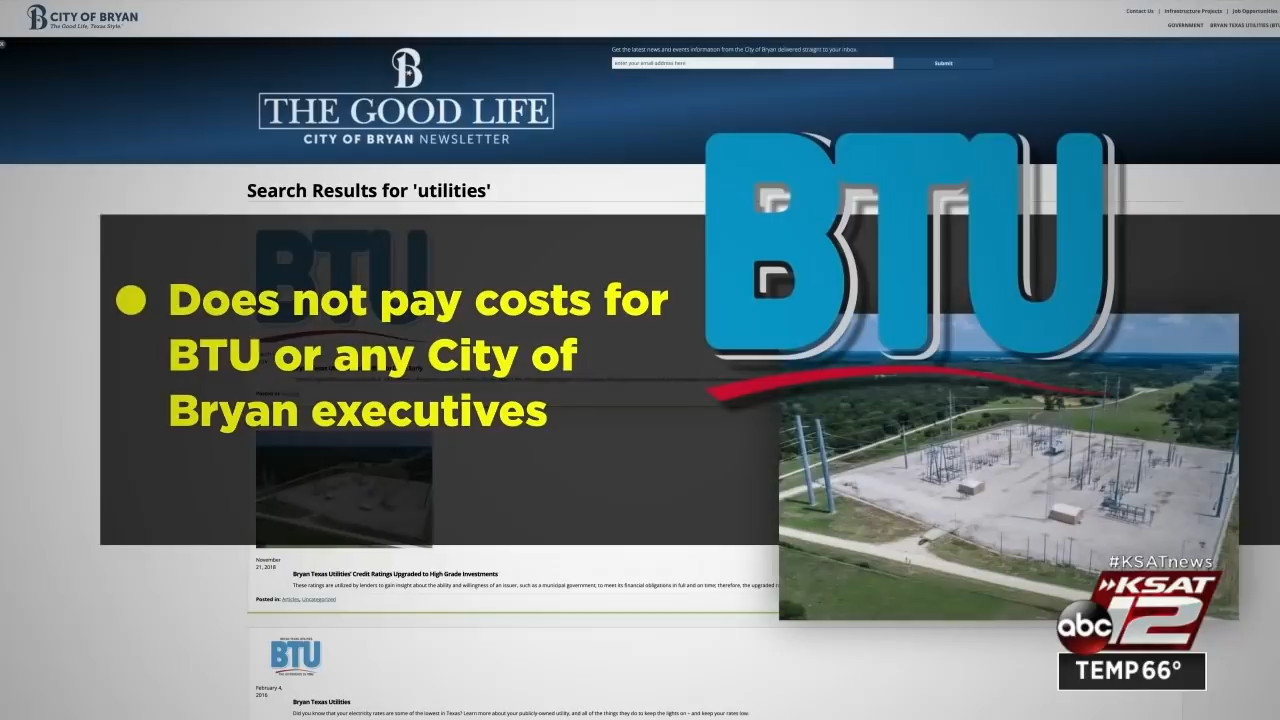 B CITY OF BRYAN
The Good Life, Texas Style.
Contact Us | Infrastructure Projects | Job Opportunities
GOVERNMENT BRYAN TEXAS UTILITIES (BTU
Get the latest news and events information from the City of Bryan delivered straight to your inbox.
enter your email address here
Submit
B
THE GOOD LIFE
CITY OF BRYAN NEWSLETTER
Search Results for 'utilities'
BTU
BTU
Does not pay costs for
BTU or any City of
Bryan executives
November
21, 2018
Bryan Texas Utilities' Credit Ratings Upgraded to High Grade Investments
These ratings are utilized by lenders to gain insight about the ability and willingness of an issuer, such as a municipal government, to meet its financial obligations in full and on time; therefore, the upgraded
Posted in: Articles, Uncategorized
BTU
February 4,
2016
Bryan Texas Utilities
Did you know that your electricity rates are some of the lowest in Texas? Learn more about your publicly-owned utility, and all of the things they do to keep the lights on – and keep your rates low.
#KSATnews
KSAT
abc 12
TEMP 66°